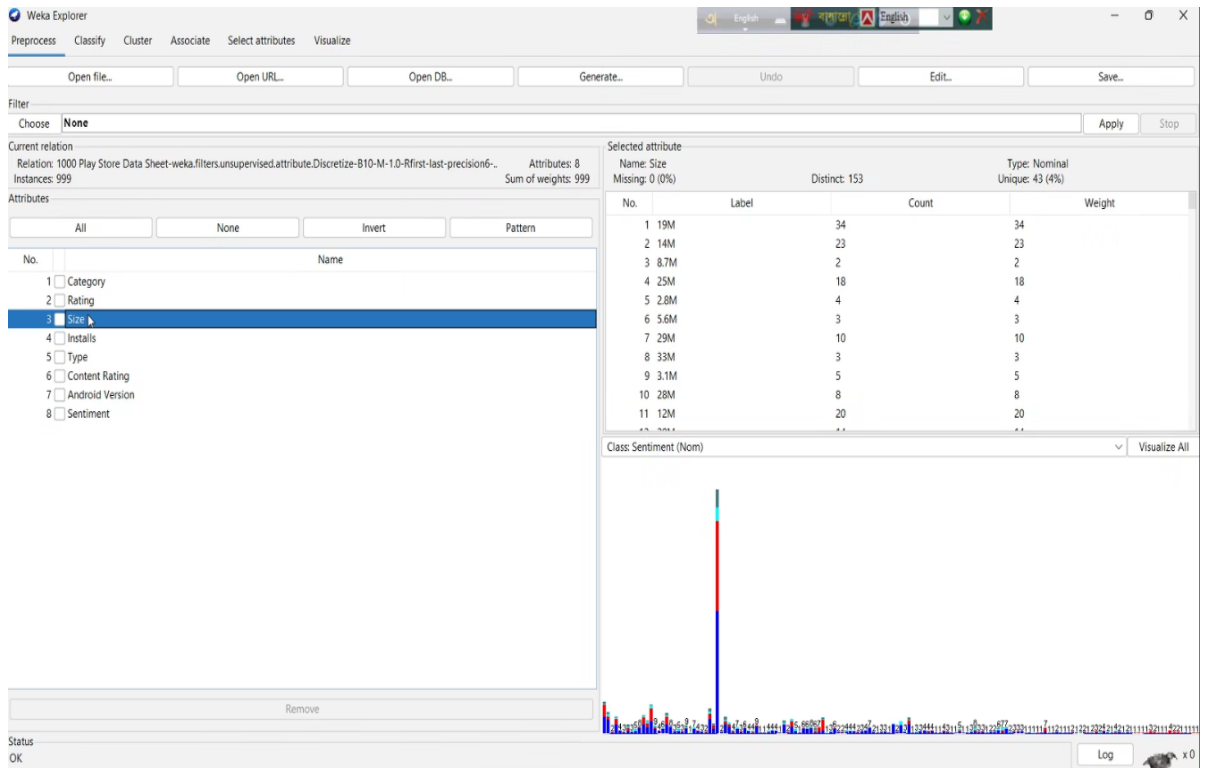 Weka Explorer
English
English
Preprocess Classify Cluster Associate Select attributes Visualize
Open file... Open URL... Open DB... Generate... Undo Edit... Save...
Filter
Choose None Apply Stop
Current relation
Relation: 1000 Play Store Data Sheet-weka.filters.unsupervised.attribute.Discretize-B10-M-1.0-Rfirst-last-precision6-.. Attributes: 8
Instances: 999 Sum of weights: 999
Attributes
All None Invert Pattern
No. Name
1 Category
2 Rating
3 Size
4 Installs
5 Type
6 Content Rating
7 Android Version
8 Sentiment
Remove
Selected attribute
Name: Size Type: Nominal
Missing: 0 (0%) Distinct: 153 Unique: 43 (4%)
No. Label Count Weight
1 19M 34 34
2 14M 23 23
3 8.7M 2 2
4 25M 18 18
5 2.8M 4 4
6 5.6M 3 3
7 29M 10 10
8 33M 3 3
9 3.1M 5 5
10 28M 8 8
11 12M 20 20
Class: Sentiment (Nom) Visualize All
Status
OK Log x 0